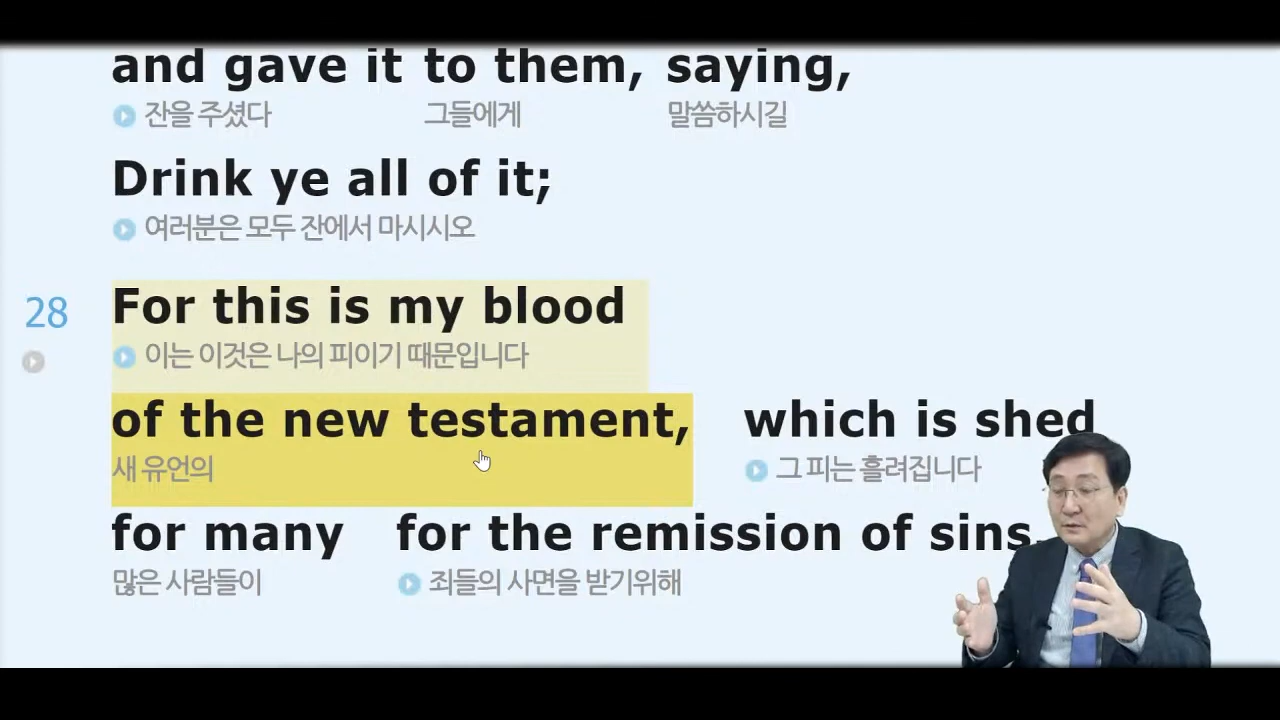 and gave it to them, saying,
잔을 주셨다 그들에게 말씀하시길
Drink ye all of it;
여러분은 모두 잔에서 마시시오
28 For this is my blood
이는 이것은 나의 피이기 때문입니다
of the new testament, which is shed
새 유언의 그 피는 흘려집니다
for many for the remission of sins.
많은 사람들이 죄들의 사면을 받기위해